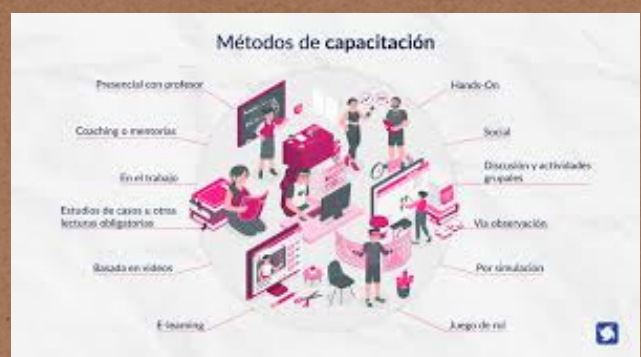 Métodos de capacitación
Presencial con profesor
Coaching o mentorías
En el trabajo
Estudios de casos u otras
lecturas obligatorias
Basada en videos
E-learning
Hands-On
Social
Discusión y actividades
grupales
Vía observación
Por simulación
Juego de rol